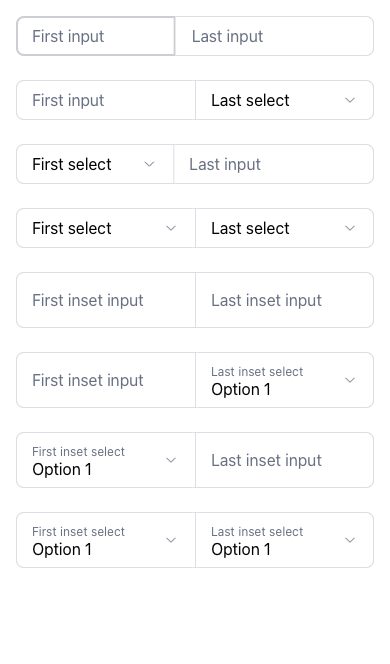 First input Last input
First input Last select
First select Last input
First select Last select
First inset input Last inset input
First inset input Last inset select
Option 1
First inset select
Option 1 Last inset input
First inset select Last inset select
Option 1 Option 1